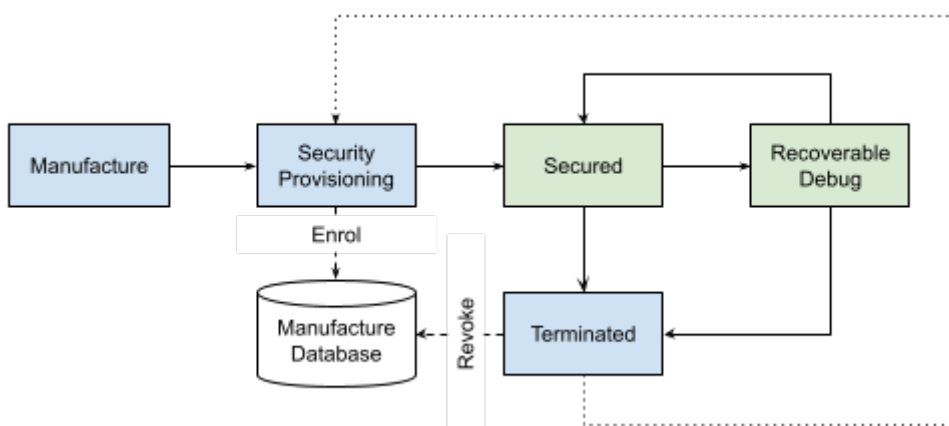 Manufacture
Security
Provisioning
Secured
Recoverable
Debug
Enrol
Manufacture
Database
Revoke
Terminated